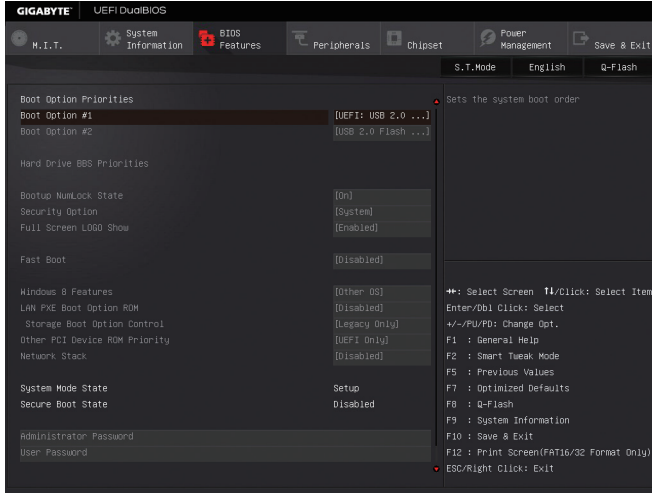 GIGABYTE™ UEFI DualBIOS
M.I.T.
System Information
BIOS Features
Peripherals
Chipset
Power Management
Save & Exit
S.T.Mode English Q-Flash
Boot Option Priorities
Boot Option #1 [UEFI: USB 2.0 ...]
Boot Option #2 [USB 2.0 Flash ...]
Hard Drive BBS Priorities
Bootup NumLock State [On]
Security Option [System]
Full Screen LOGO Show [Enabled]
Fast Boot [Disabled]
Windows 8 Features [Other OS]
LAN PXE Boot Option ROM [Disabled]
Storage Boot Option Control [Legacy Only]
Other PCI Device ROM Priority [UEFI Only]
Network Stack [Disabled]
System Mode State Setup
Secure Boot State Disabled
Administrator Password
User Password
Sets the system boot order
→←: Select Screen ↑↓/Click: Select Item
Enter/Dbl Click: Select
+/-/PU/PD: Change Opt.
F1 : General Help
F2 : Smart Tweak Mode
F5 : Previous Values
F7 : Optimized Defaults
F8 : Q-Flash
F9 : System Information
F10 : Save & Exit
F12 : Print Screen(FAT16/32 Format Only)
ESC/Right Click: Exit